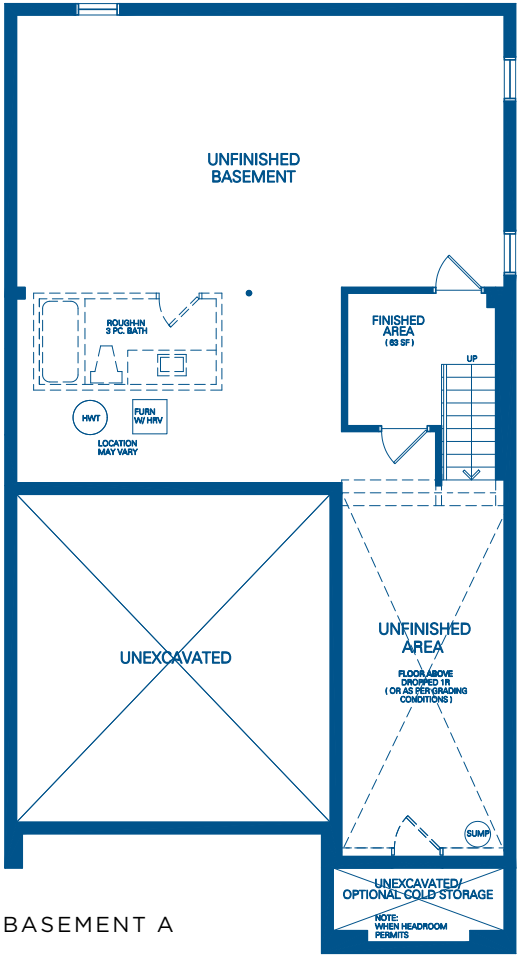 UNFINISHED
BASEMENT
ROUGH-IN
3 PC. BATH
FINISHED
AREA
( 63 SF )
UP
HWT
FURN
W/ HRV
LOCATION
MAY VARY
UNEXCAVATED
UNFINISHED
AREA
FLOOR ABOVE
DROPPED 1R
( OR AS PER GRADING
CONDITIONS )
SUMP
UNEXCAVATED/
OPTIONAL COLD STORAGE
NOTE:
WHEN HEADROOM
PERMITS
BASEMENT A